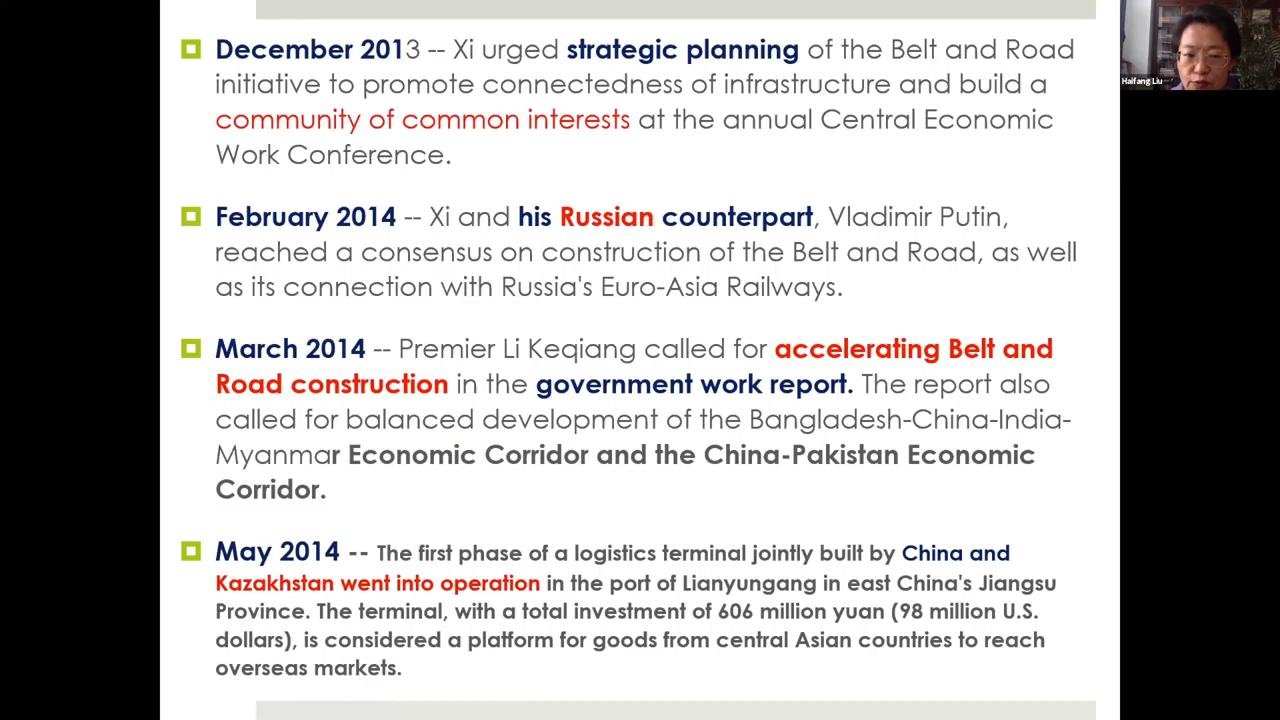 December 2013 -- Xi urged strategic planning of the Belt and Road
initiative to promote connectedness of infrastructure and build a
community of common interests at the annual Central Economic
Work Conference.
February 2014 -- Xi and his Russian counterpart, Vladimir Putin,
reached a consensus on construction of the Belt and Road, as well
as its connection with Russia's Euro-Asia Railways.
March 2014 -- Premier Li Keqiang called for accelerating Belt and
Road construction in the government work report. The report also
called for balanced development of the Bangladesh-China-India-
Myanmar Economic Corridor and the China-Pakistan Economic
Corridor.
May 2014 -- The first phase of a logistics terminal jointly built by China and
Kazakhstan went into operation in the port of Lianyungang in east China's Jiangsu
Province. The terminal, with a total investment of 606 million yuan (98 million U.S.
dollars), is considered a platform for goods from central Asian countries to reach
overseas markets.
Haifang Liu